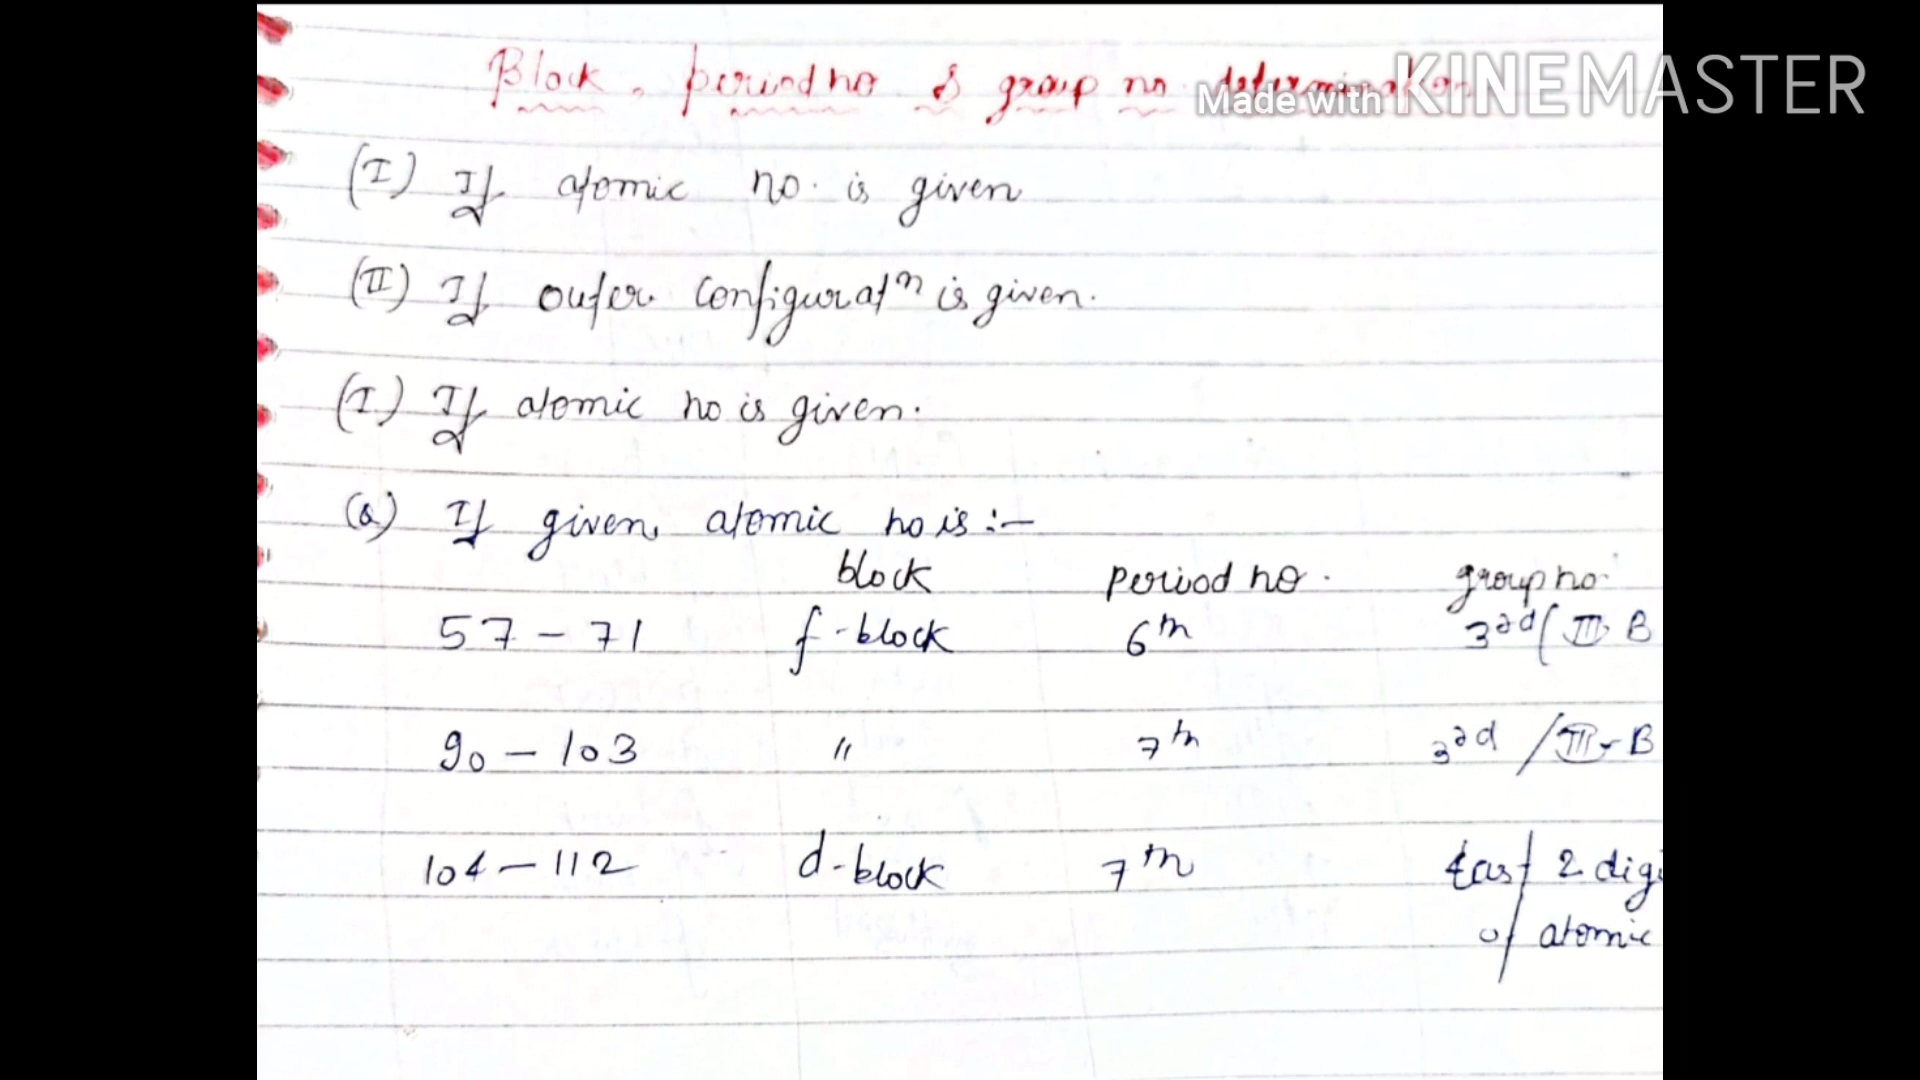 Block, period no & group no. determination
Made with KINEMASTER
(I) If atomic no. is given
(II) If outer configuratn is given.
(I) If atomic no is given.
(a) If given atomic no is :-
block period no. group no.
57 - 71 f-block 6th 3rd / III B
90 - 103 " 7th 3rd / III-B
104 - 112 d-block 7th Last 2 digi
of atomic